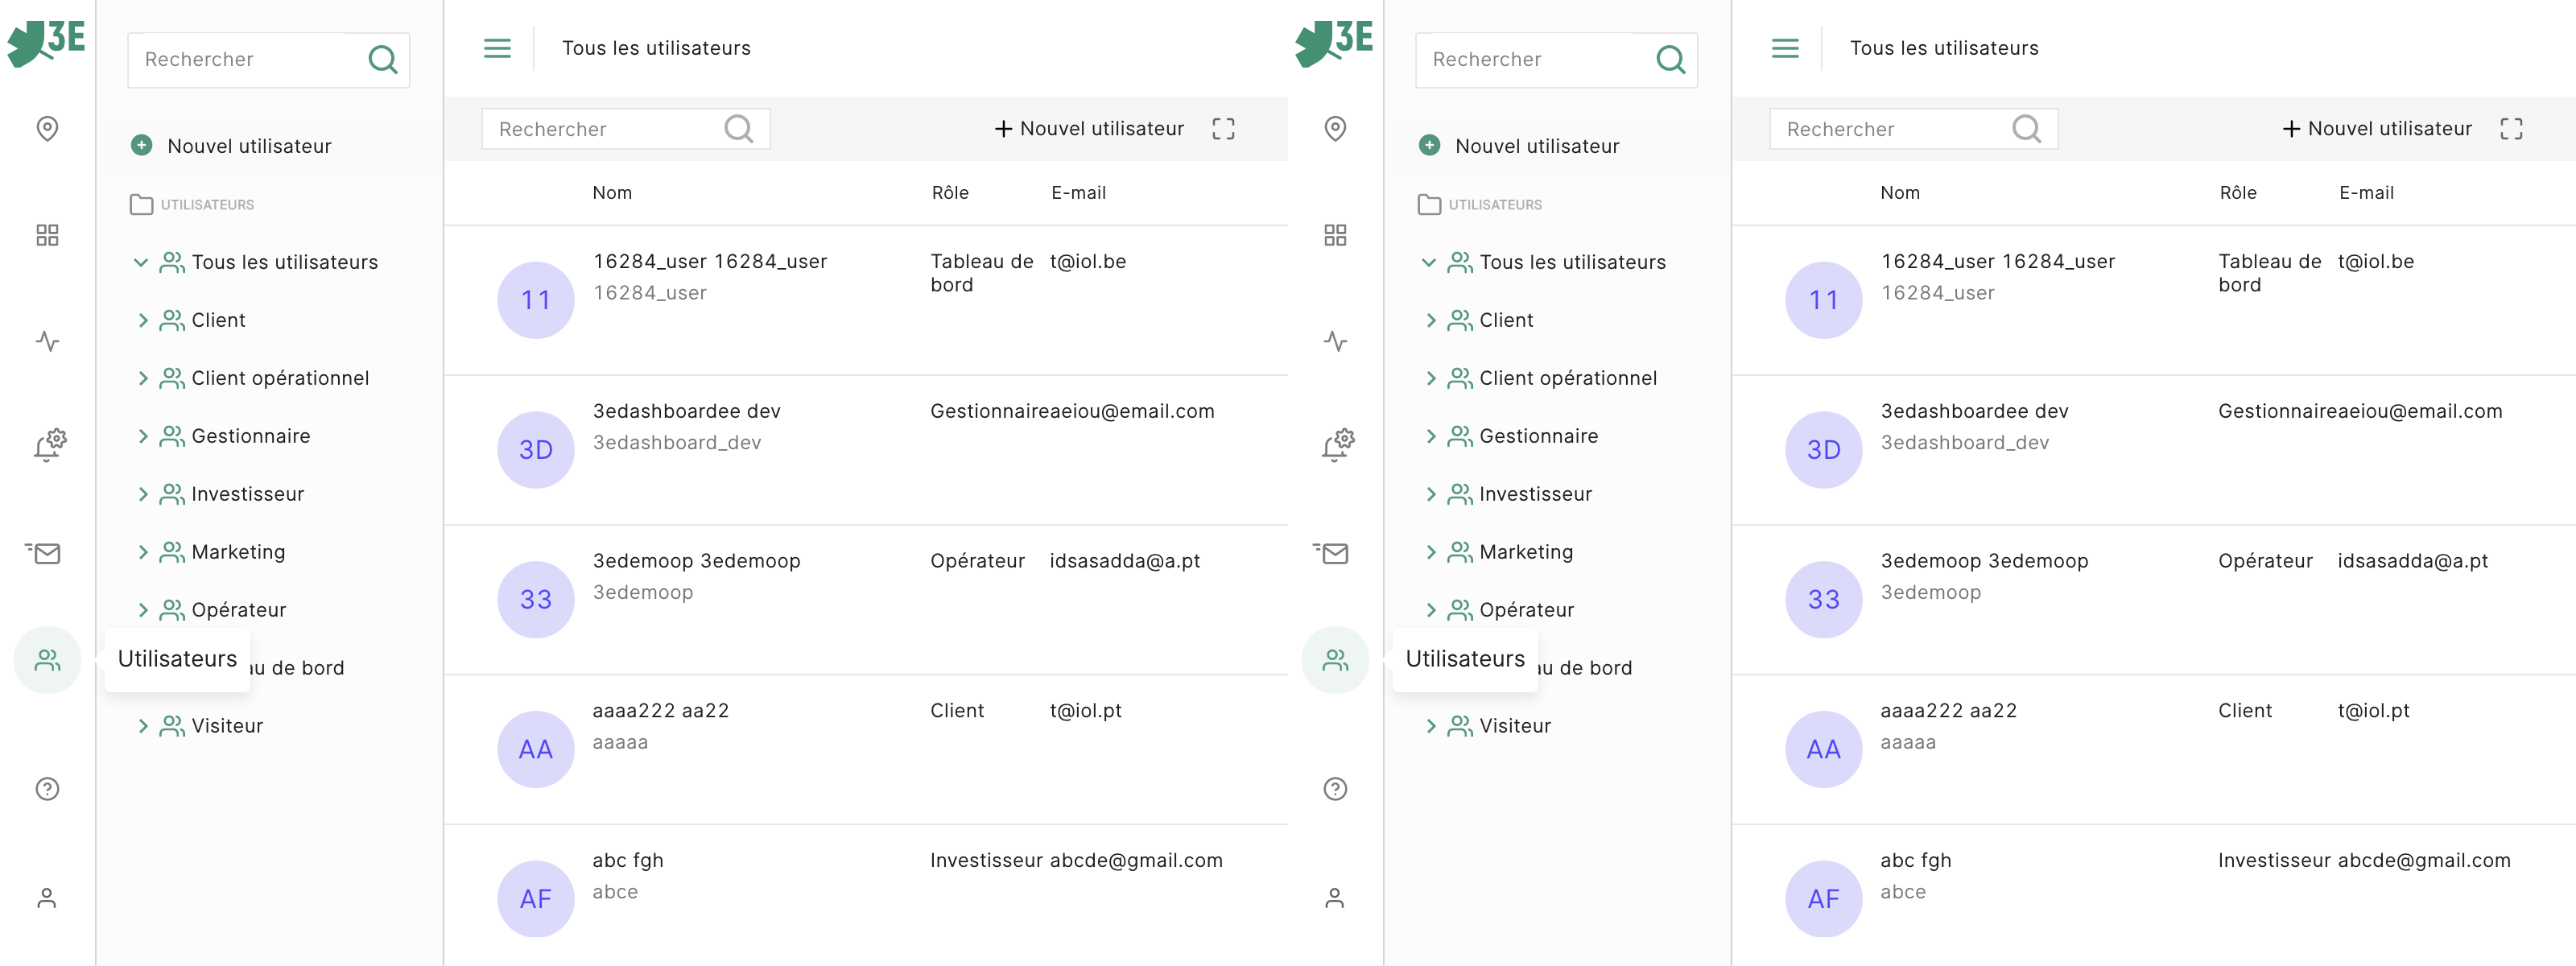 3E
Rechercher
Nouvel utilisateur
UTILISATEURS
Tous les utilisateurs
Client
Client opérationnel
Gestionnaire
Investisseur
Marketing
Opérateur
Utilisateurs
au de bord
Visiteur
Tous les utilisateurs
Rechercher
Nouvel utilisateur
Nom Rôle E-mail
11
16284_user 16284_user
16284_user
Tableau de
bord
t@iol.be
3D
3edashboardee dev
3edashboard_dev
Gestionnaire
aeiou@email.com
33
3edemoop 3edemoop
3edemoop
Opérateur
idsasadda@a.pt
AA
aaaa222 aa22
aaaaa
Client
t@iol.pt
AF
abc fgh
abce
Investisseur
abcde@gmail.com
3E
Rechercher
Nouvel utilisateur
UTILISATEURS
Tous les utilisateurs
Client
Client opérationnel
Gestionnaire
Investisseur
Marketing
Opérateur
Utilisateurs
au de bord
Visiteur
Tous les utilisateurs
Rechercher
Nouvel utilisateur
Nom Rôle E-mail
11
16284_user 16284_user
16284_user
Tableau de
bord
t@iol.be
3D
3edashboardee dev
3edashboard_dev
Gestionnaire
aeiou@email.com
33
3edemoop 3edemoop
3edemoop
Opérateur
idsasadda@a.pt
AA
aaaa222 aa22
aaaaa
Client
t@iol.pt
AF
abc fgh
abce
Investisseur
abcde@gmail.com